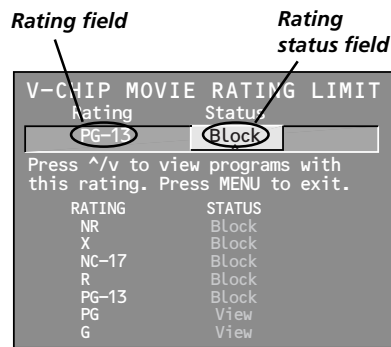 Rating field
Rating
status field
V-CHIP MOVIE RATING LIMIT
Rating Status
PG-13 Block
Press ^/v to view programs with
this rating. Press MENU to exit.
RATING STATUS
NR Block
X Block
NC-17 Block
R Block
PG-13 Block
PG View
G View